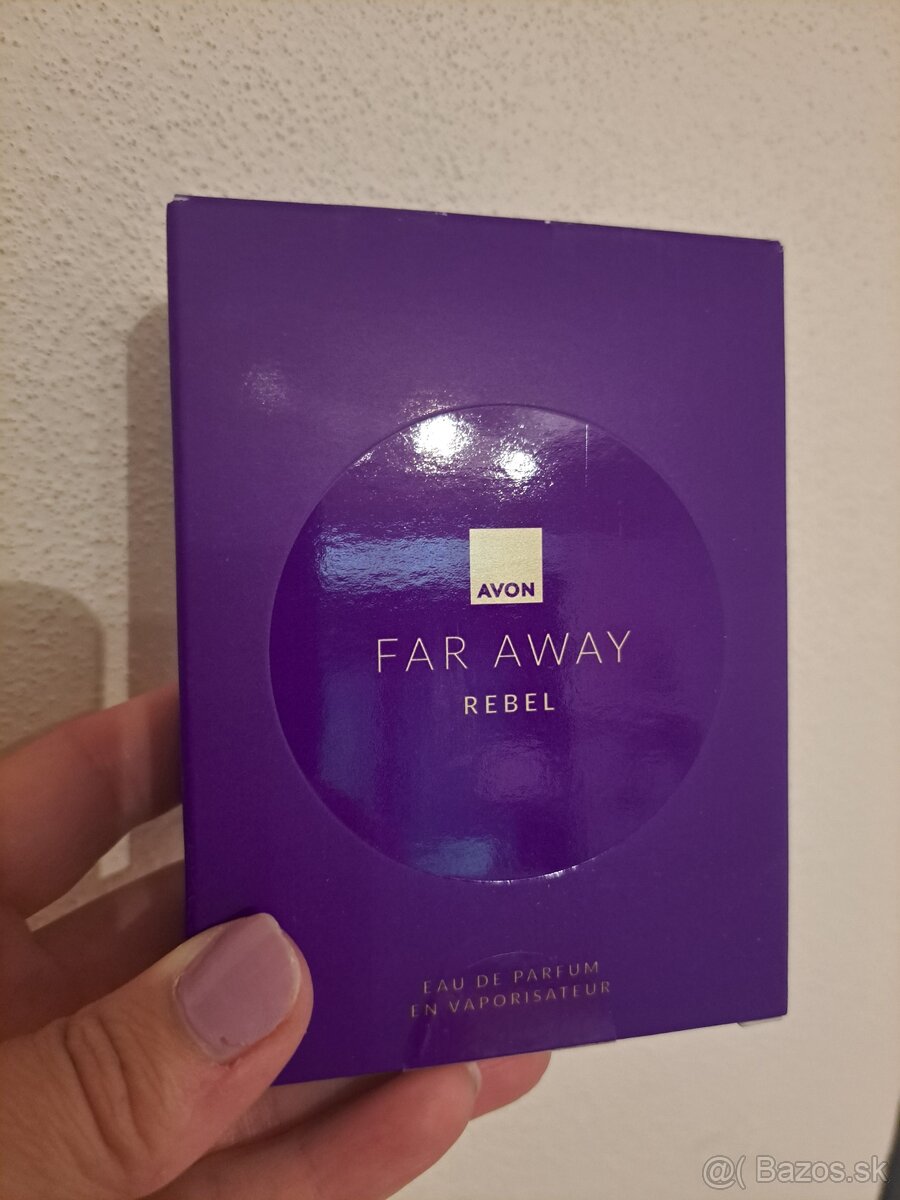 AVON
FAR AWAY
REBEL
EAU DE PARFUM
EN VAPORISATEUR
@( Bazos.sk